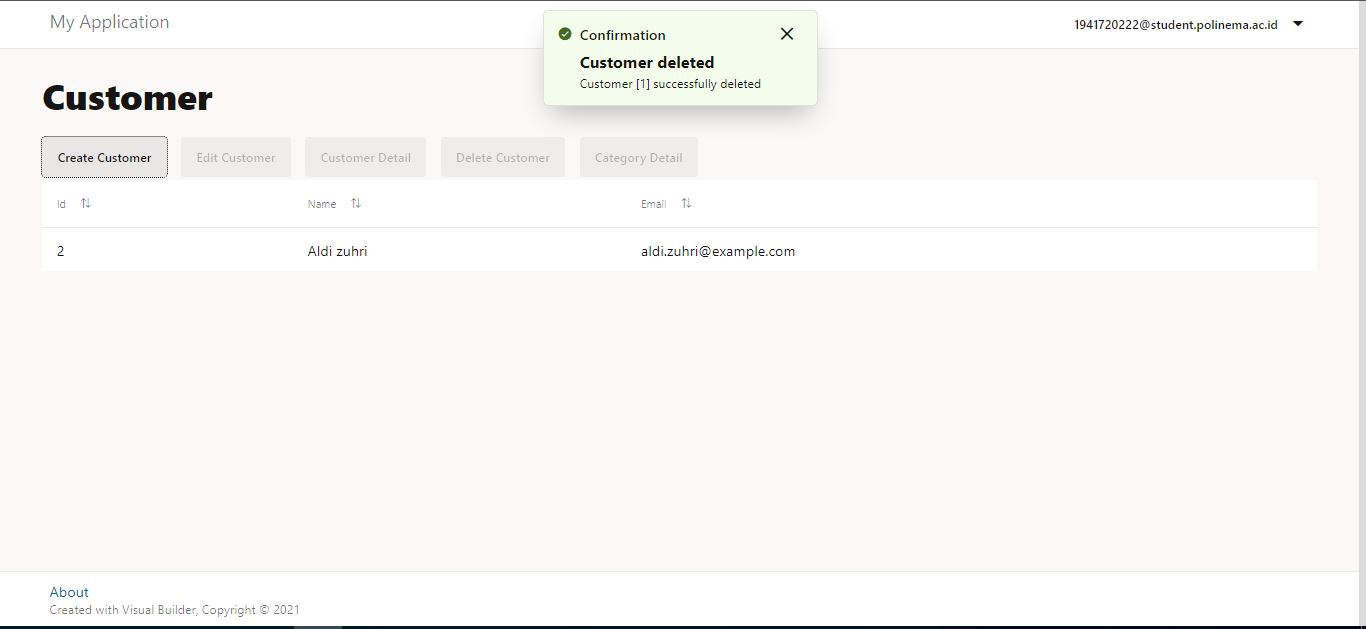 My Application
1941720222@student.polinema.ac.id
Confirmation
Customer deleted
Customer [1] successfully deleted
Customer
Create Customer
Edit Customer
Customer Detail
Delete Customer
Category Detail
Id
Name
Email
2
Aldi zuhri
aldi.zuhri@example.com
About
Created with Visual Builder, Copyright © 2021